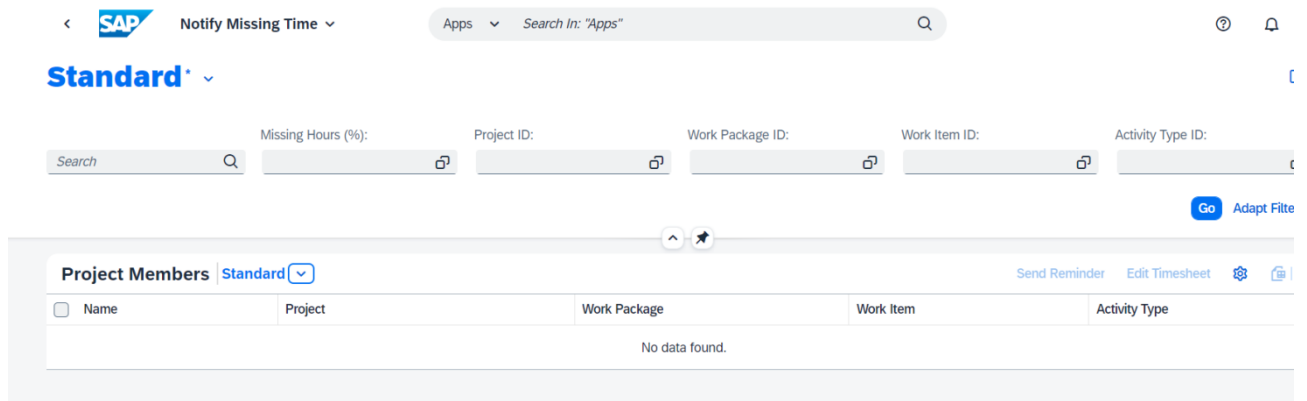 SAP Notify Missing Time Apps Search In: "Apps"
Standard*
Missing Hours (%): Project ID: Work Package ID: Work Item ID: Activity Type ID:
Search
Go Adapt Filte
Project Members Standard Send Reminder Edit Timesheet
Name Project Work Package Work Item Activity Type
No data found.